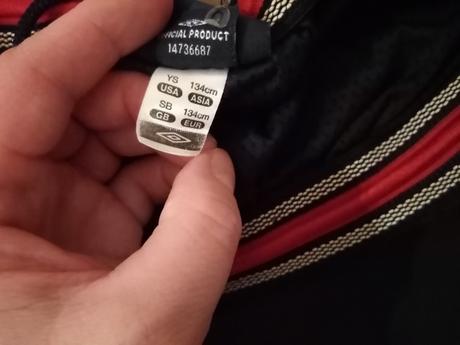 OFFICIAL PRODUCT
14736687
YS 134cm
USA ASIA
SB 134cm
GB EUR